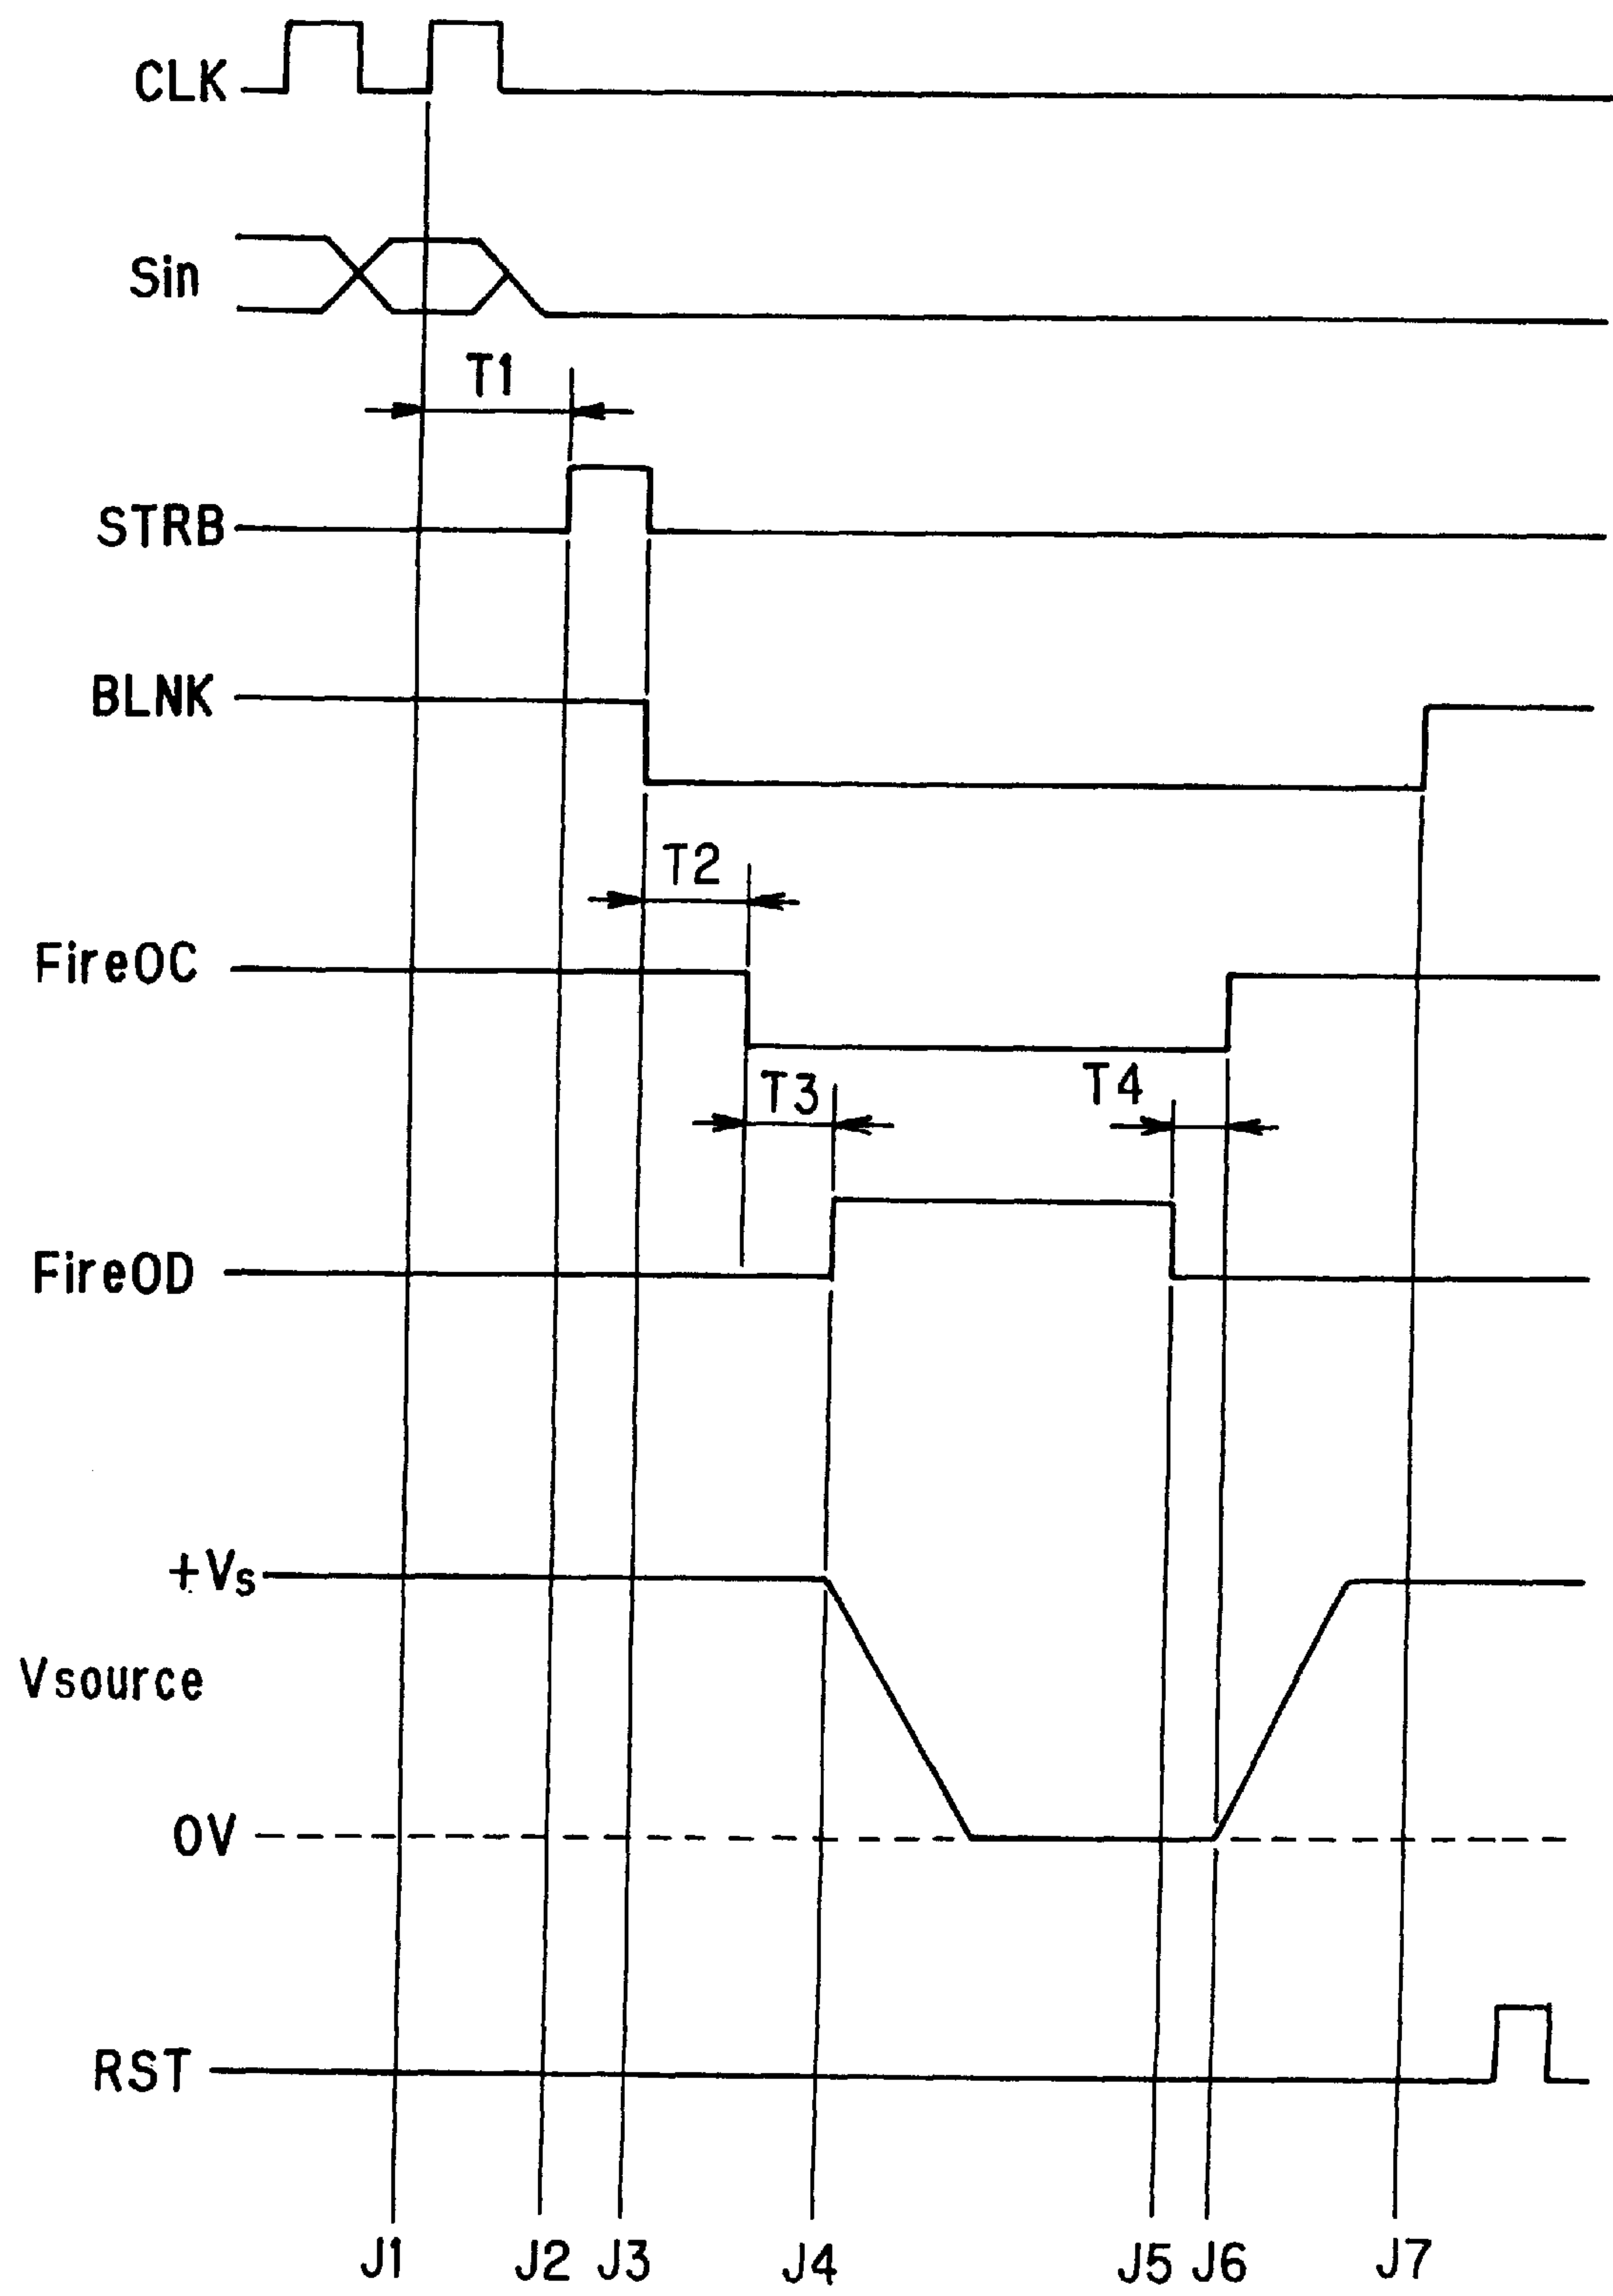 CLK
Sin
T1
STRB
BLNK
T2
FireOC
T3 T4
FireOD
+Vs
Vsource
0V
RST
J1 J2 J3 J4 J5 J6 J7